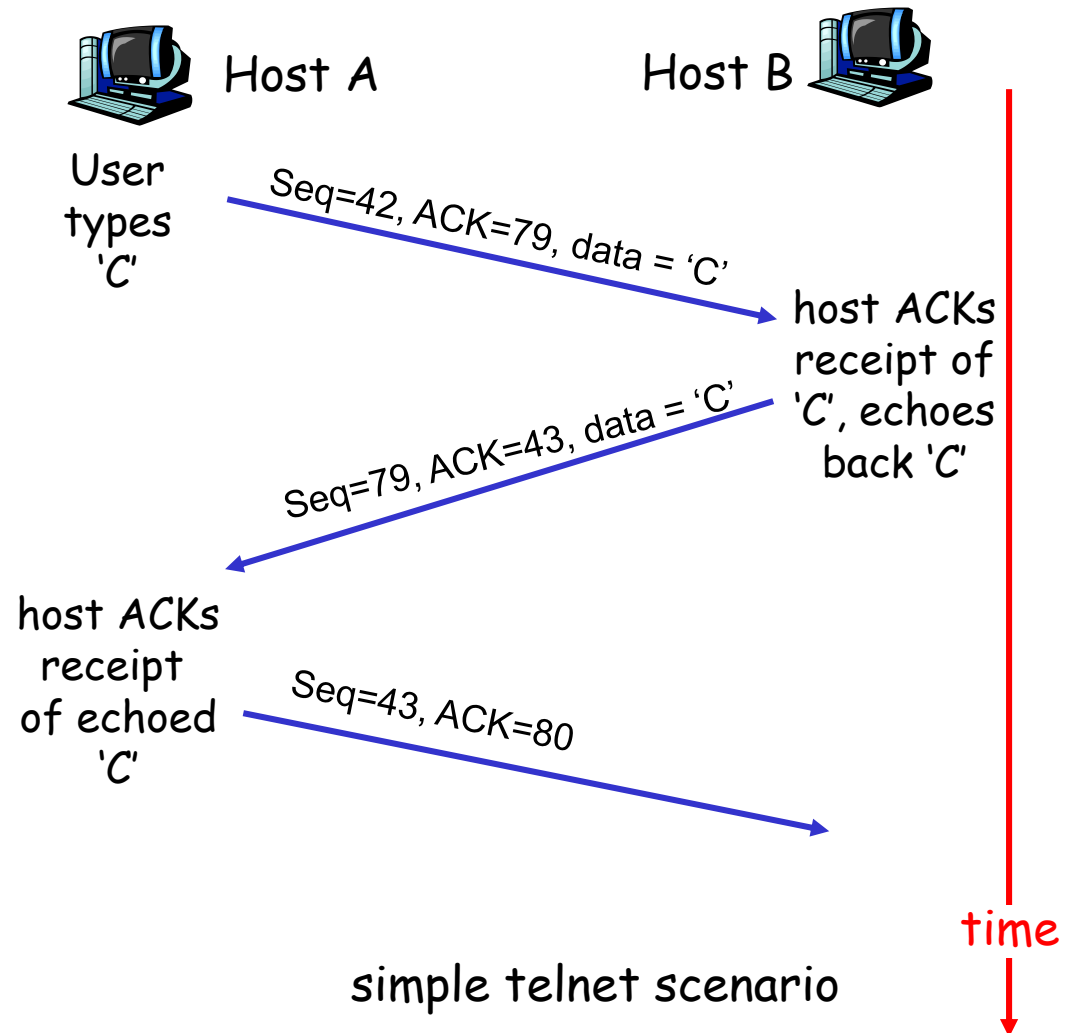 Host A
Host B
User
types
‘C’
Seq=42, ACK=79, data = ‘C’
host ACKs
receipt of
‘C’, echoes
back ‘C’
Seq=79, ACK=43, data = ‘C’
host ACKs
receipt
of echoed
‘C’
Seq=43, ACK=80
time
simple telnet scenario